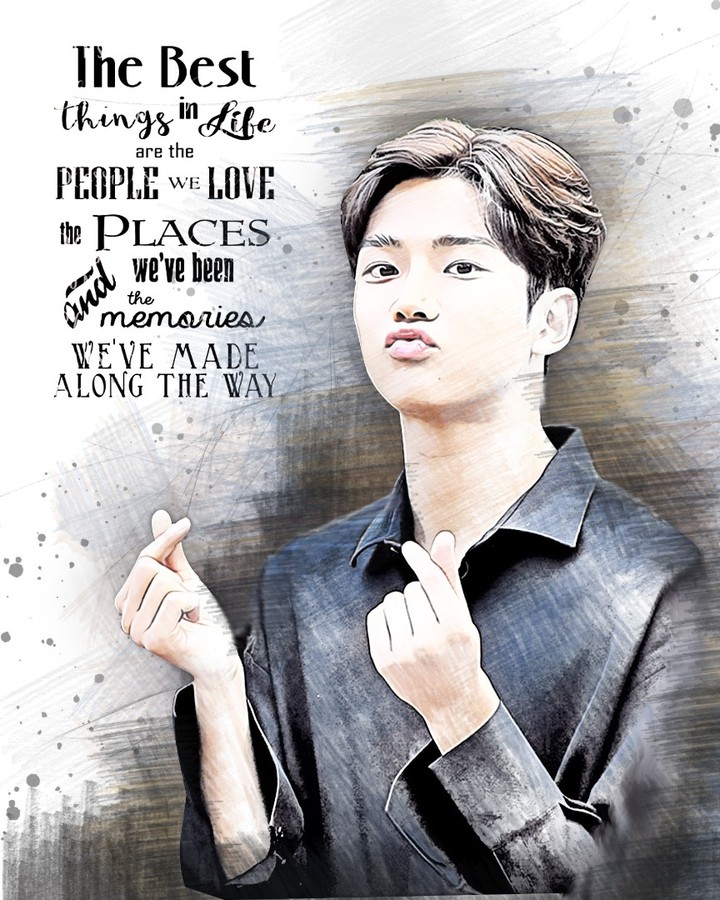 The Best
things in Life
are the
PEOPLE WE LOVE
the PLACES
and we've been
the
memories
WE'VE MADE
ALONG THE WAY